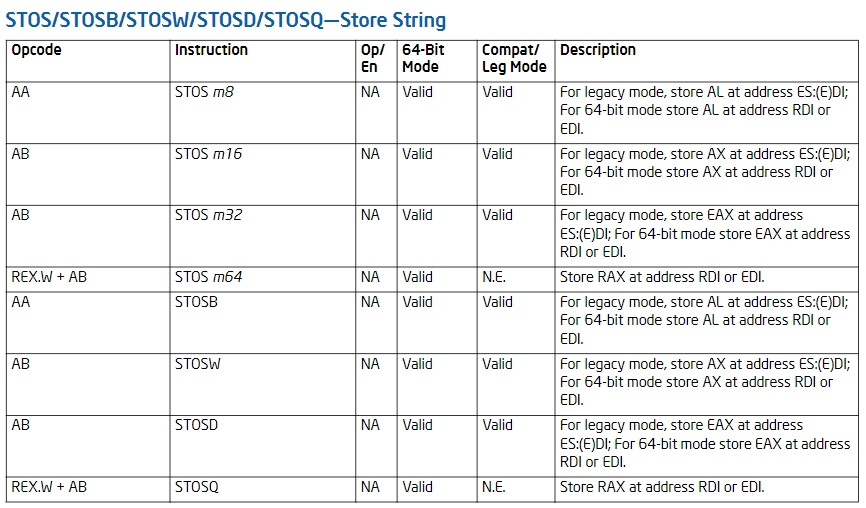 STOS/STOSB/STOSW/STOSD/STOSQ—Store String
Opcode Instruction Op/ En 64-Bit Mode Compat/ Leg Mode Description
AA STOS m8 NA Valid Valid For legacy mode, store AL at address ES:(E)DI;
For 64-bit mode store AL at address RDI or
EDI.
AB STOS m16 NA Valid Valid For legacy mode, store AX at address ES:(E)DI;
For 64-bit mode store AX at address RDI or
EDI.
AB STOS m32 NA Valid Valid For legacy mode, store EAX at address
ES:(E)DI; For 64-bit mode store EAX at address
RDI or EDI.
REX.W + AB STOS m64 NA Valid N.E. Store RAX at address RDI or EDI.
AA STOSB NA Valid Valid For legacy mode, store AL at address ES:(E)DI;
For 64-bit mode store AL at address RDI or
EDI.
AB STOSW NA Valid Valid For legacy mode, store AX at address ES:(E)DI;
For 64-bit mode store AX at address RDI or
EDI.
AB STOSD NA Valid Valid For legacy mode, store EAX at address
ES:(E)DI; For 64-bit mode store EAX at address
RDI or EDI.
REX.W + AB STOSQ NA Valid N.E. Store RAX at address RDI or EDI.